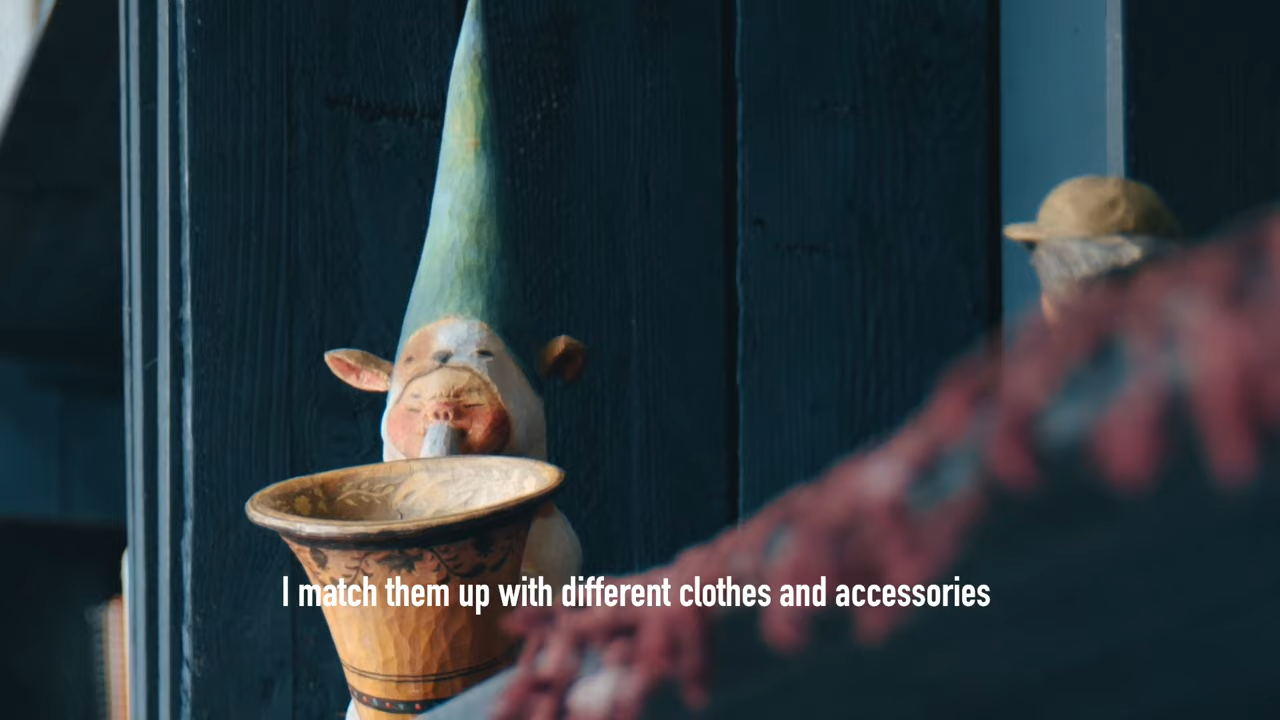 I match them up with different clothes and accessories